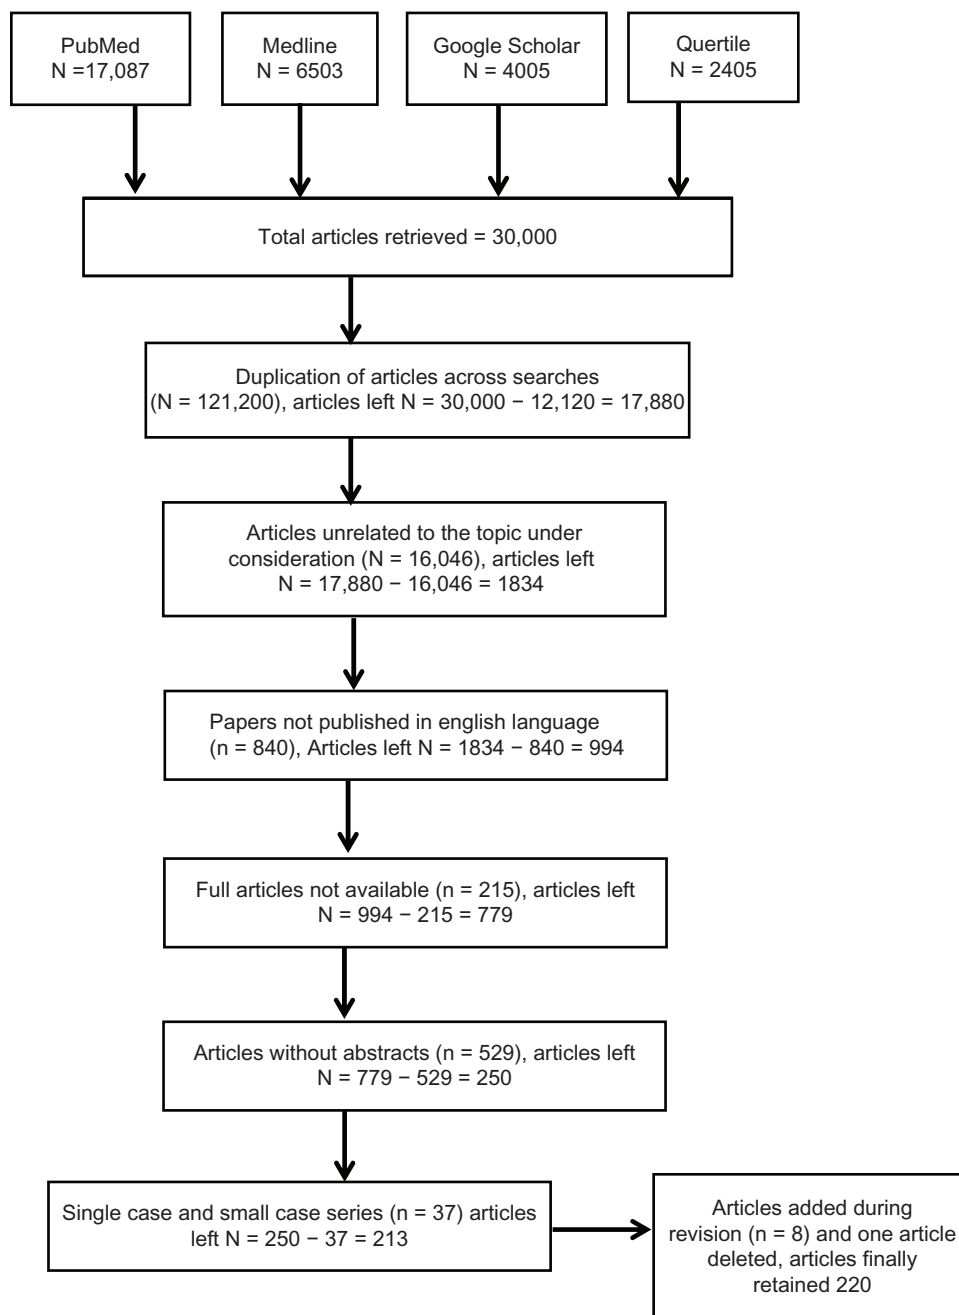 PubMed
N =17,087
Medline
N = 6503
Google Scholar
N = 4005
Quertile
N = 2405
Total articles retrieved = 30,000
Duplication of articles across searches
(N = 121,200), articles left N = 30,000 − 12,120 = 17,880
Articles unrelated to the topic under
consideration (N = 16,046), articles left
N = 17,880 − 16,046 = 1834
Papers not published in english language
(n = 840), Articles left N = 1834 − 840 = 994
Full articles not available (n = 215), articles left
N = 994 − 215 = 779
Articles without abstracts (n = 529), articles left
N = 779 − 529 = 250
Single case and small case series (n = 37) articles
left N = 250 − 37 = 213
Articles added during
revision (n = 8) and one article
deleted, articles finally
retained 220